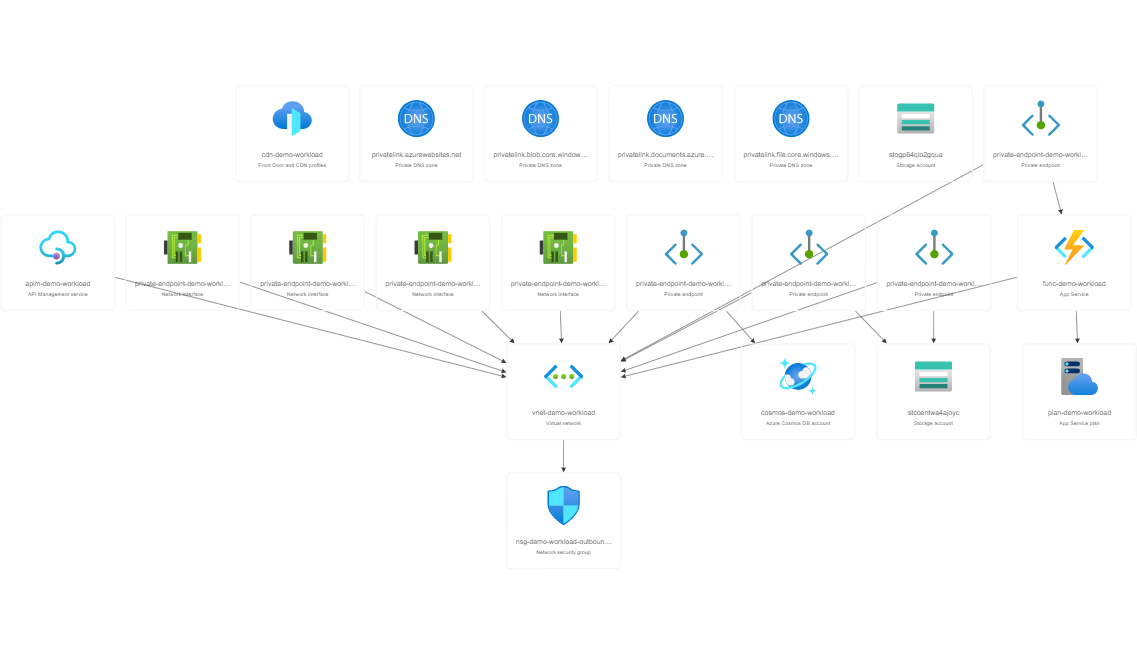 DNS
DNS
DNS
DNS
cdn-demo-workload
Front Door and CDN profiles
privatelink.azurewebsites.net
Private DNS zone
privatelink.blob.core.window...
Private DNS zone
privatelink.documents.azure....
Private DNS zone
privatelink.file.core.windows....
Private DNS zone
Storage account
private-endpoint-demo-workl...
Private endpoint
apim-demo-workload
API Management service
private-endpoint-demo-workl...
Network interface
private-endpoint-demo-workl...
Network interface
private-endpoint-demo-workl...
Network interface
private-endpoint-demo-workl...
Network interface
private-endpoint-demo-workl...
Private endpoint
private-endpoint-demo-workl...
Private endpoint
private-endpoint-demo-workl...
Private endpoint
func-demo-workload
App Service
vnet-demo-workload
Virtual network
cosmos-demo-workload
Azure Cosmos DB account
stcoentwa4ajoyc
Storage account
plan-demo-workload
App Service plan
nsg-demo-workload-outboun...
Network security group